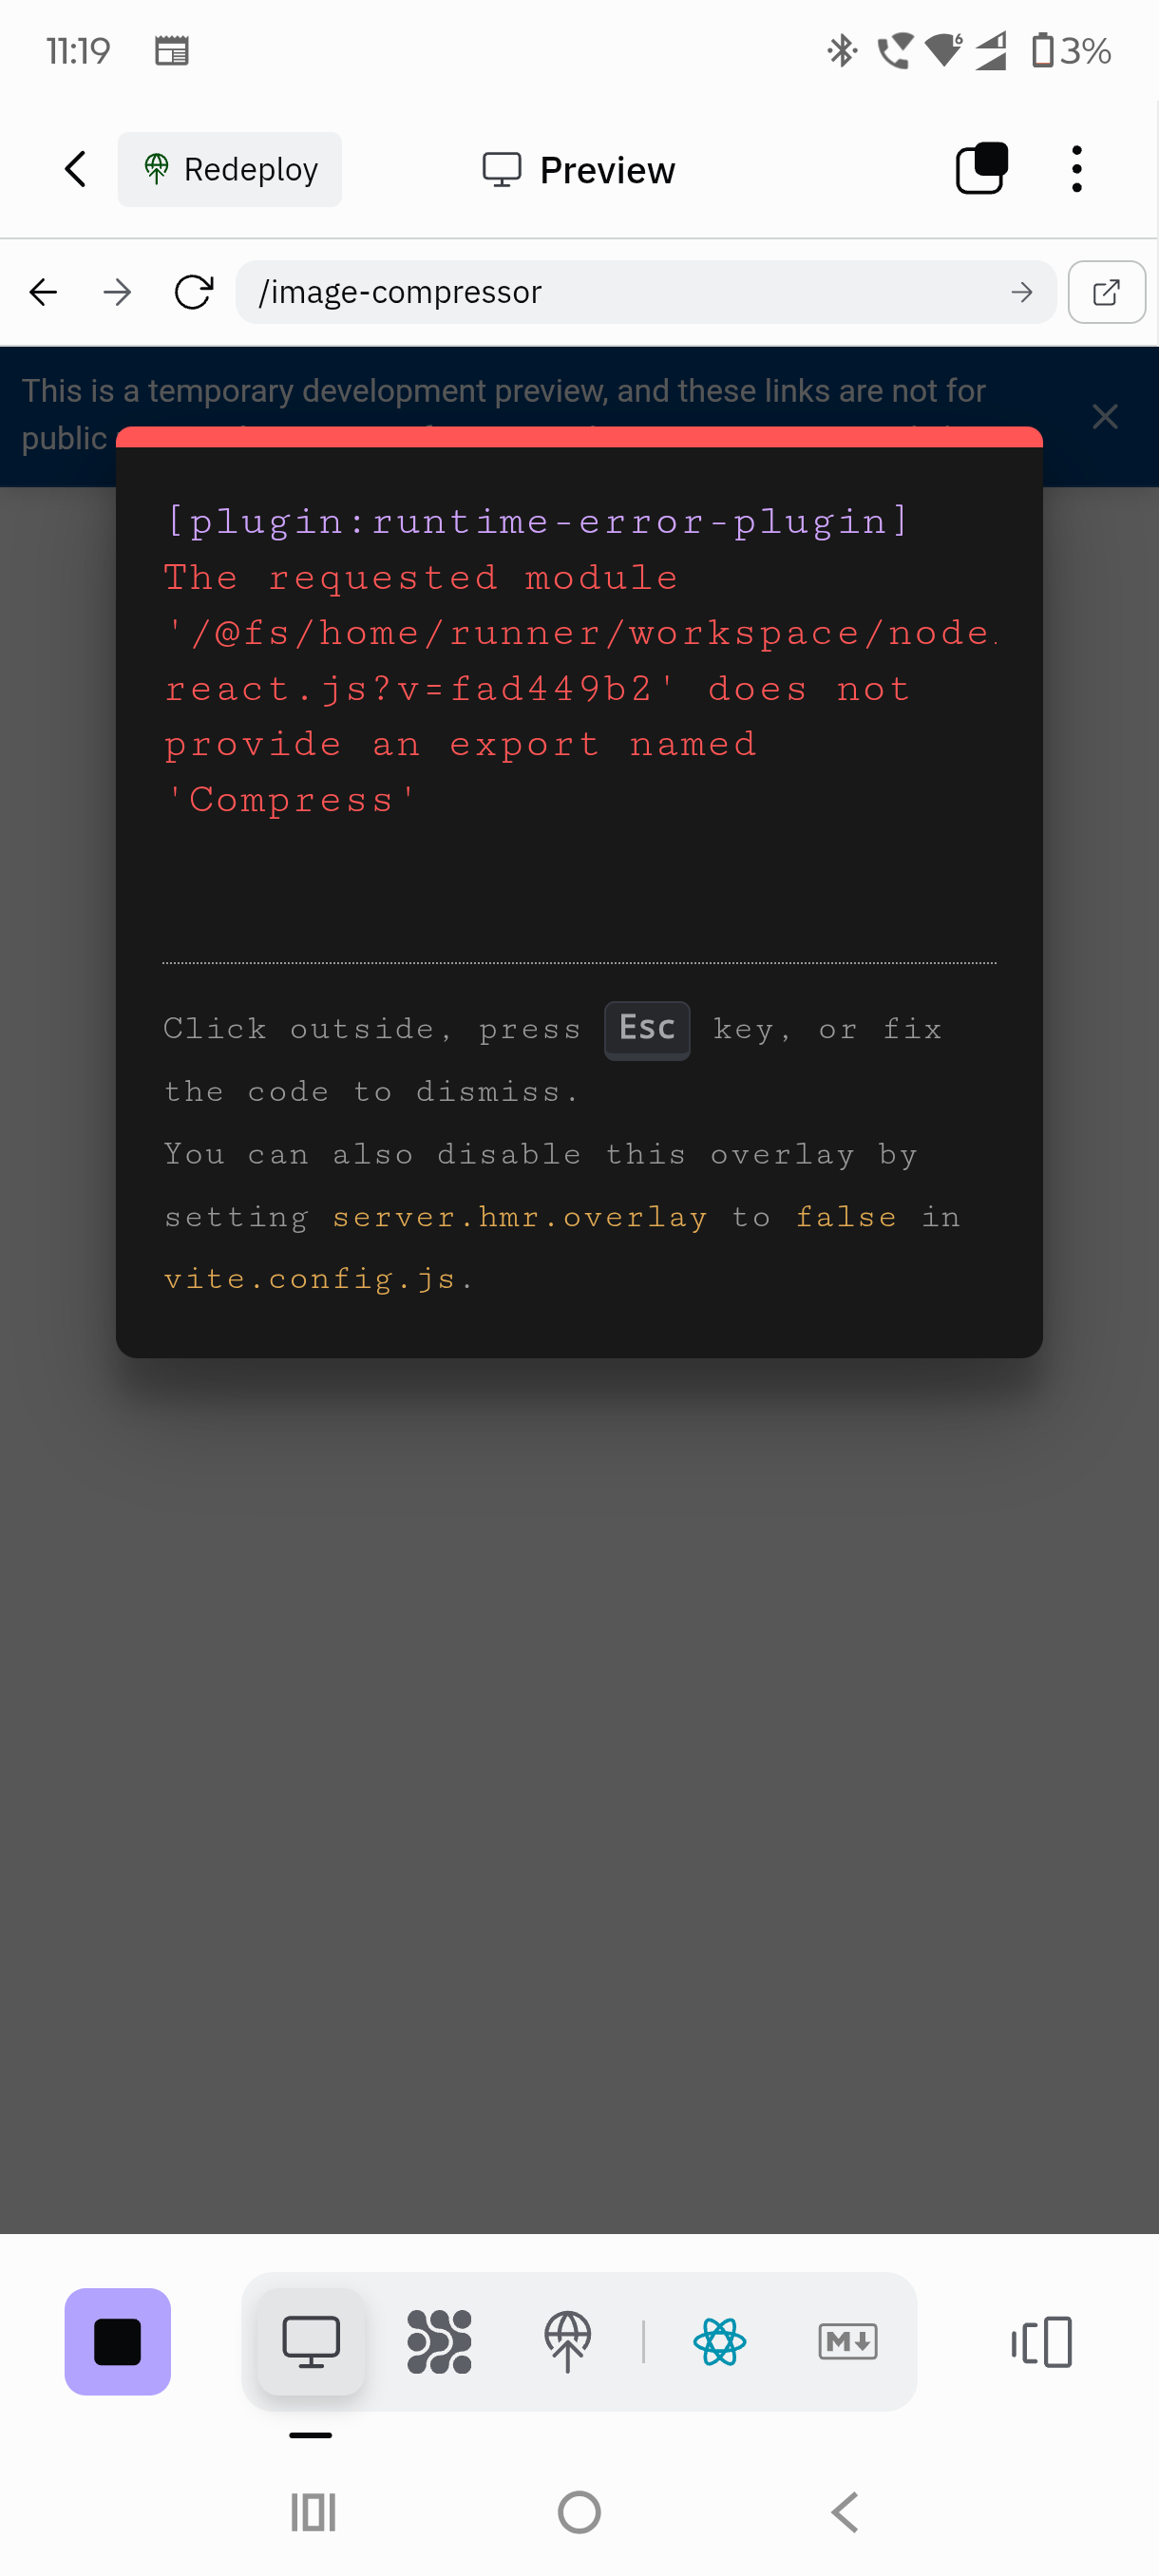 11:19
6
3%
Redeploy
Preview
/image-compressor
This is a temporary development preview, and these links are not for
public
[plugin:runtime-error-plugin]
The requested module
'/@fs/home/runner/workspace/node.
react.js?v=fad449b2' does not
provide an export named
'Compress'
Click outside, press Esc key, or fix
the code to dismiss.
You can also disable this overlay by
setting server.hmr.overlay to false in
vite.config.js.
M